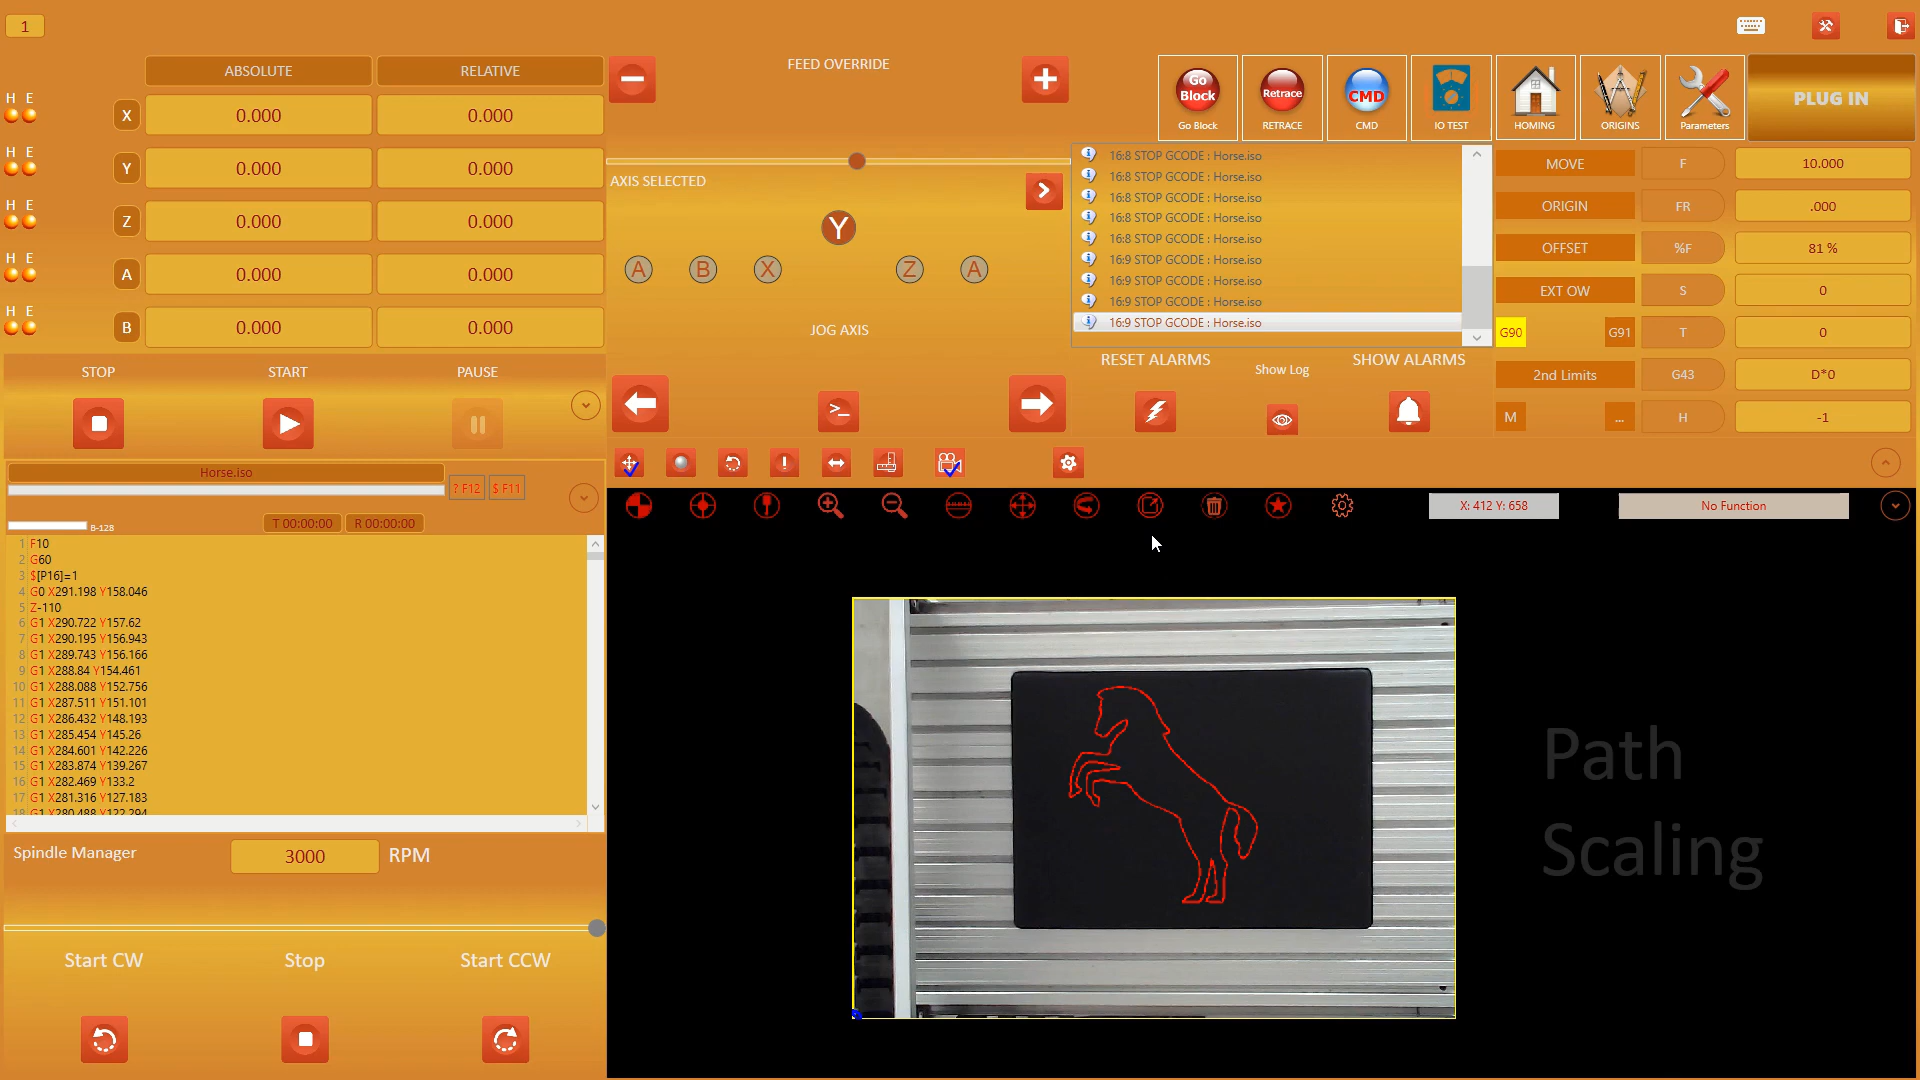 1
ABSOLUTE RELATIVE
H E X 0.000 0.000
H E Y 0.000 0.000
H E Z 0.000 0.000
H E A 0.000 0.000
H E B 0.000 0.000
STOP START PAUSE
Horse.iso
? F12 $ F11
B-128 T 00:00:00 R 00:00:00
1 F10
2 G60
3 $[P16]=1
4 G0 X291.198 Y158.046
5 Z-110
6 G1 X290.722 Y157.62
7 G1 X290.195 Y156.943
8 G1 X289.743 Y156.166
9 G1 X288.84 Y154.461
10 G1 X288.088 Y152.756
11 G1 X287.511 Y151.101
12 G1 X286.432 Y148.193
13 G1 X285.454 Y145.26
14 G1 X284.601 Y142.226
15 G1 X283.874 Y139.267
16 G1 X282.469 Y133.2
17 G1 X281.316 Y127.183
18 G1 X280.488 Y122.294
Spindle Manager 3000 RPM
Start CW Stop Start CCW
FEED OVERRIDE
AXIS SELECTED
Y
A B X Z A
JOG AXIS
>_
Go Block
Go Block
Retrace
RETRACE
CMD
CMD
IO TEST
HOMING
ORIGINS
Parameters
PLUG IN
16:8 STOP GCODE : Horse.iso
16:8 STOP GCODE : Horse.iso
16:8 STOP GCODE : Horse.iso
16:8 STOP GCODE : Horse.iso
16:8 STOP GCODE : Horse.iso
16:9 STOP GCODE : Horse.iso
16:9 STOP GCODE : Horse.iso
16:9 STOP GCODE : Horse.iso
16:9 STOP GCODE : Horse.iso
RESET ALARMS Show Log SHOW ALARMS
MOVE F 10.000
ORIGIN FR .000
OFFSET %F 81 %
EXT OW S 0
G90 G91 T 0
2nd Limits G43 D*0
M ... H -1
X: 412 Y: 658 No Function
Path
Scaling